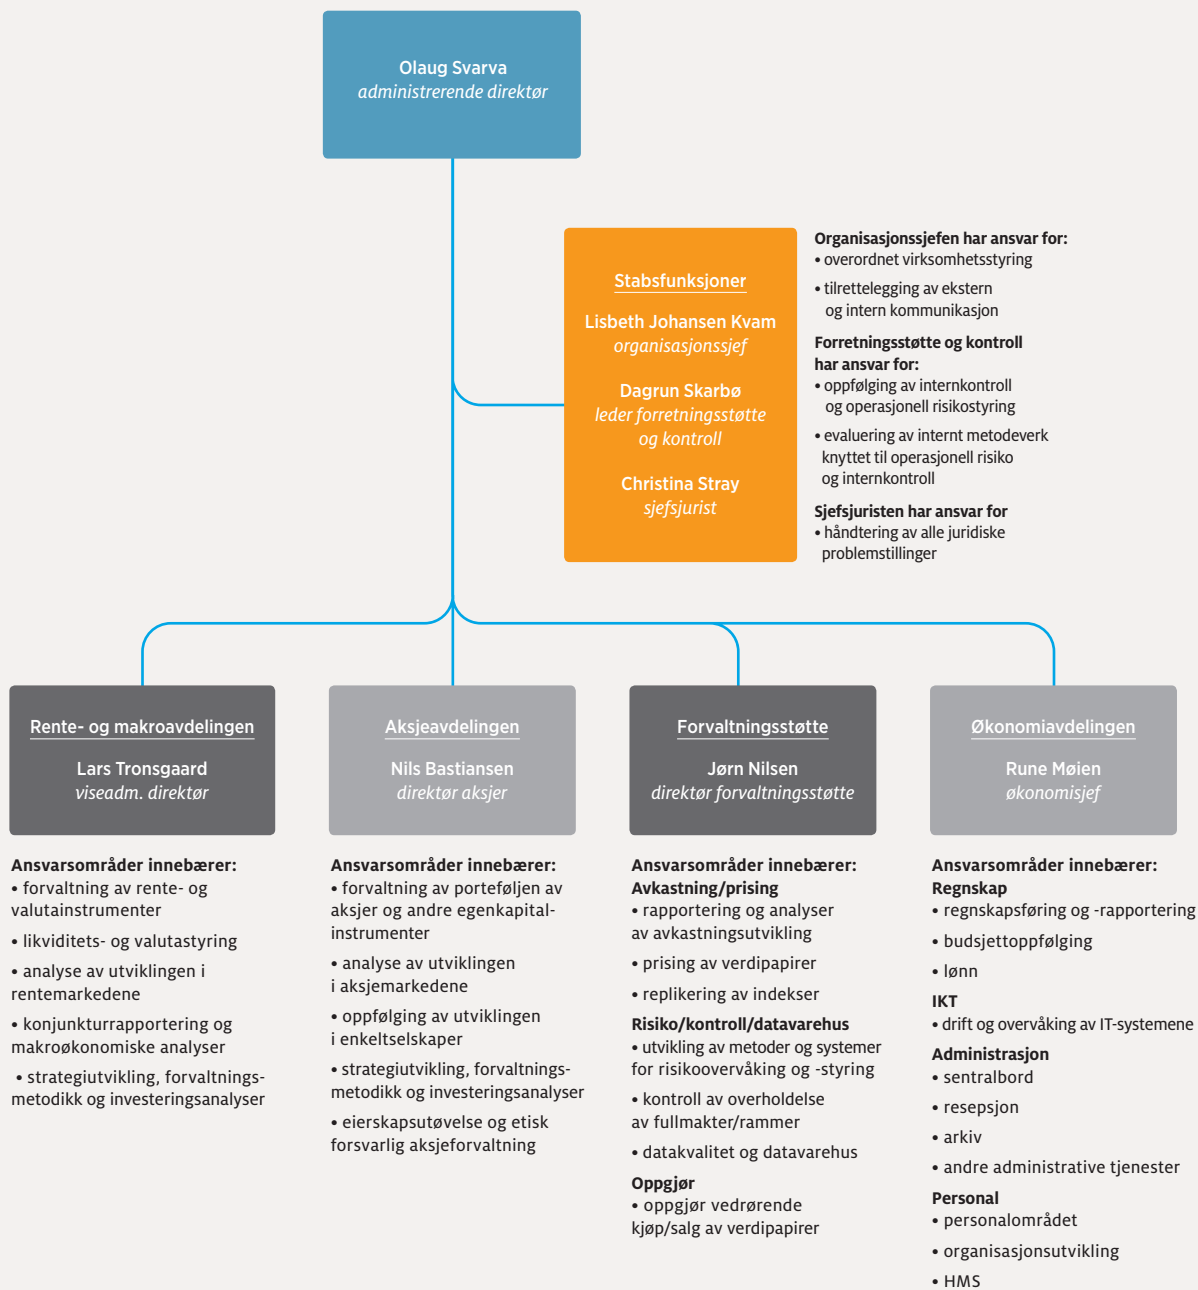 Olaug Svarva
administrerende direktør
Stabsfunksjoner
Lisbeth Johansen Kvam
organisasjonssjef
Dagrun Skarbø
leder forretningsstøtte
og kontroll
Christina Stray
sjefsjurist
Organisasjonssjefen har ansvar for:
• overordnet virksomhetsstyring
• tilrettelegging av ekstern
og intern kommunikasjon
Forretningsstøtte og kontroll
har ansvar for:
• oppfølging av internkontroll
og operasjonell risikostyring
• evaluering av internt metodeverk
knyttet til operasjonell risiko
og internkontroll
Sjefsjuristen har ansvar for
• håndtering av alle juridiske
problemstillinger
Rente- og makroavdelingen
Lars Tronsgaard
viseadm. direktør
Ansvarsområder innebærer:
• forvaltning av rente- og
valutainstrumenter
• likviditets- og valutastyring
• analyse av utviklingen i
rentemarkedene
• konjunkturrapportering og
makroøkonomiske analyser
• strategiutvikling, forvaltnings-
metodikk og investeringsanalyser
Aksjeavdelingen
Nils Bastiansen
direktør aksjer
Ansvarsområder innebærer:
• forvaltning av porteføljen av
aksjer og andre egenkapital-
instrumenter
• analyse av utviklingen
i aksjemarkedene
• oppfølging av utviklingen
i enkeltselskaper
• strategiutvikling, forvaltnings-
metodikk og investeringsanalyser
• eierskapsutøvelse og etisk
forsvarlig aksjeforvaltning
Forvaltningsstøtte
Jørn Nilsen
direktør forvaltningsstøtte
Ansvarsområder innebærer:
Avkastning/prising
• rapportering og analyser
av avkastningsutvikling
• prising av verdipapirer
• replikering av indekser
Risiko/kontroll/datavarehus
• utvikling av metoder og systemer
for risikoovervåking og -styring
• kontroll av overholdelse
av fullmakter/rammer
• datakvalitet og datavarehus
Oppgjør
• oppgjør vedrørende
kjøp/salg av verdipapirer
Økonomiavdelingen
Rune Møien
økonomisjef
Ansvarsområder innebærer:
Regnskap
• regnskapsføring og -rapportering
• budsjettoppfølging
• lønn
IKT
• drift og overvåking av IT-systemene
Administrasjon
• sentralbord
• resepsjon
• arkiv
• andre administrative tjenester
Personal
• personalområdet
• organisasjonsutvikling
• HMS